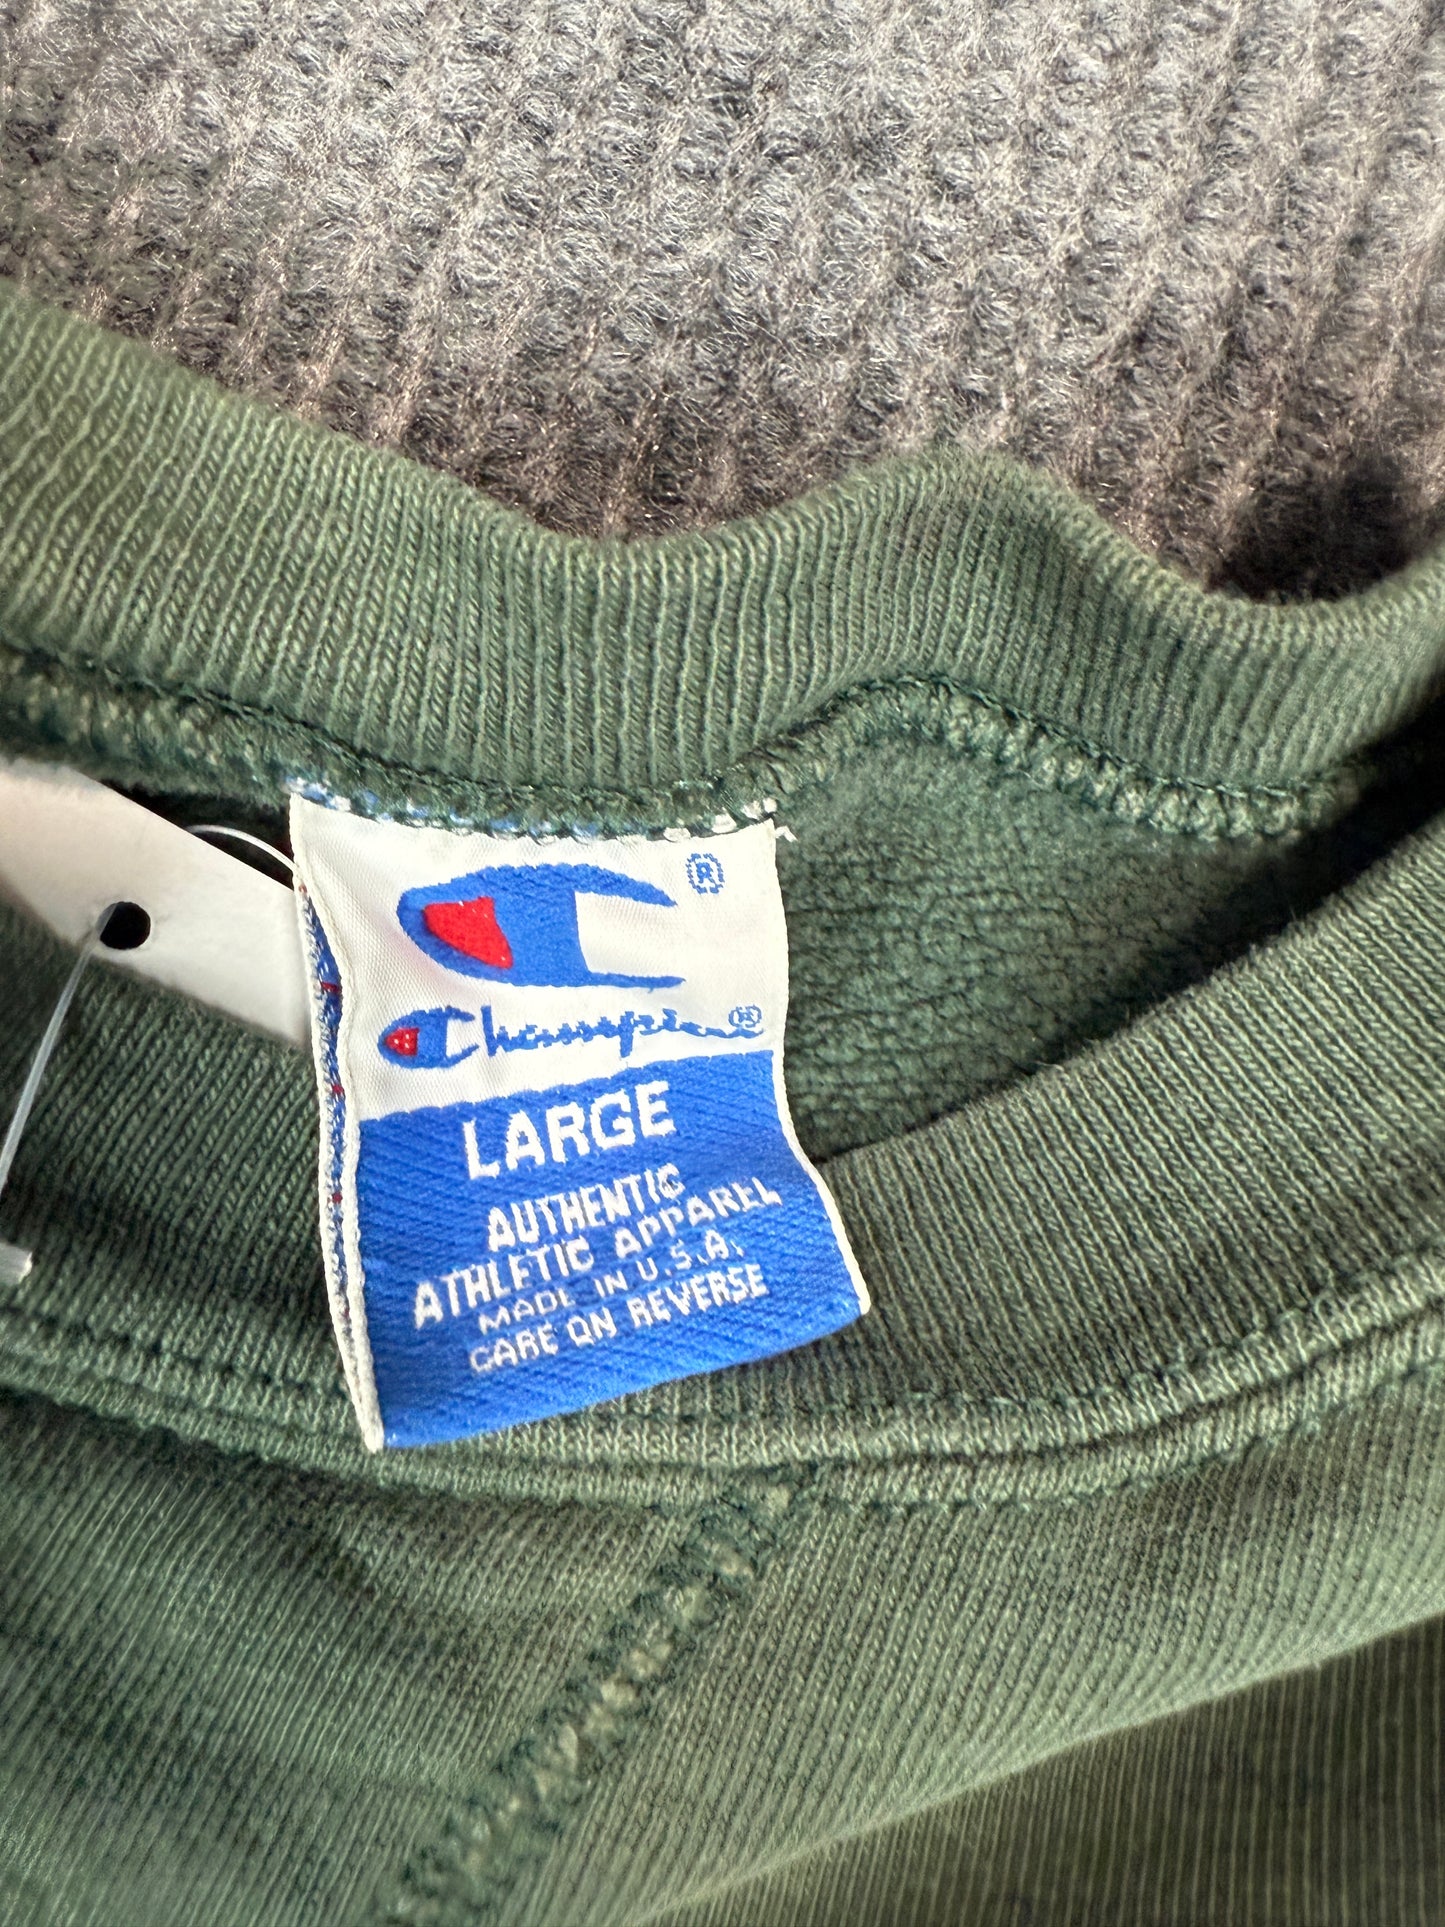 ®
Champion®
LARGE
AUTHENTIC
ATHLETIC APPAREL
MADE IN U.S.A.
CARE ON REVERSE